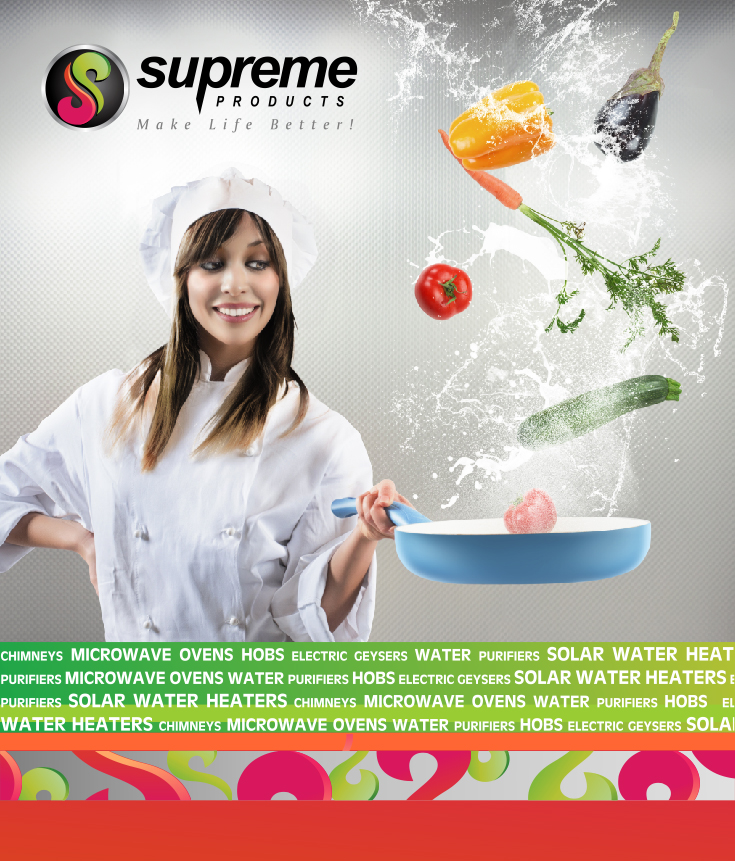 supreme
PRODUCTS
Make Life Better!
CHIMNEYS MICROWAVE OVENS HOBS ELECTRIC GEYSERS WATER PURIFIERS SOLAR WATER HEAT
PURIFIERS MICROWAVE OVENS WATER PURIFIERS HOBS ELECTRIC GEYSERS SOLAR WATER HEATERS E
PURIFIERS SOLAR WATER HEATERS CHIMNEYS MICROWAVE OVENS WATER PURIFIERS HOBS EL
WATER HEATERS CHIMNEYS MICROWAVE OVENS WATER PURIFIERS HOBS ELECTRIC GEYSERS SOLA